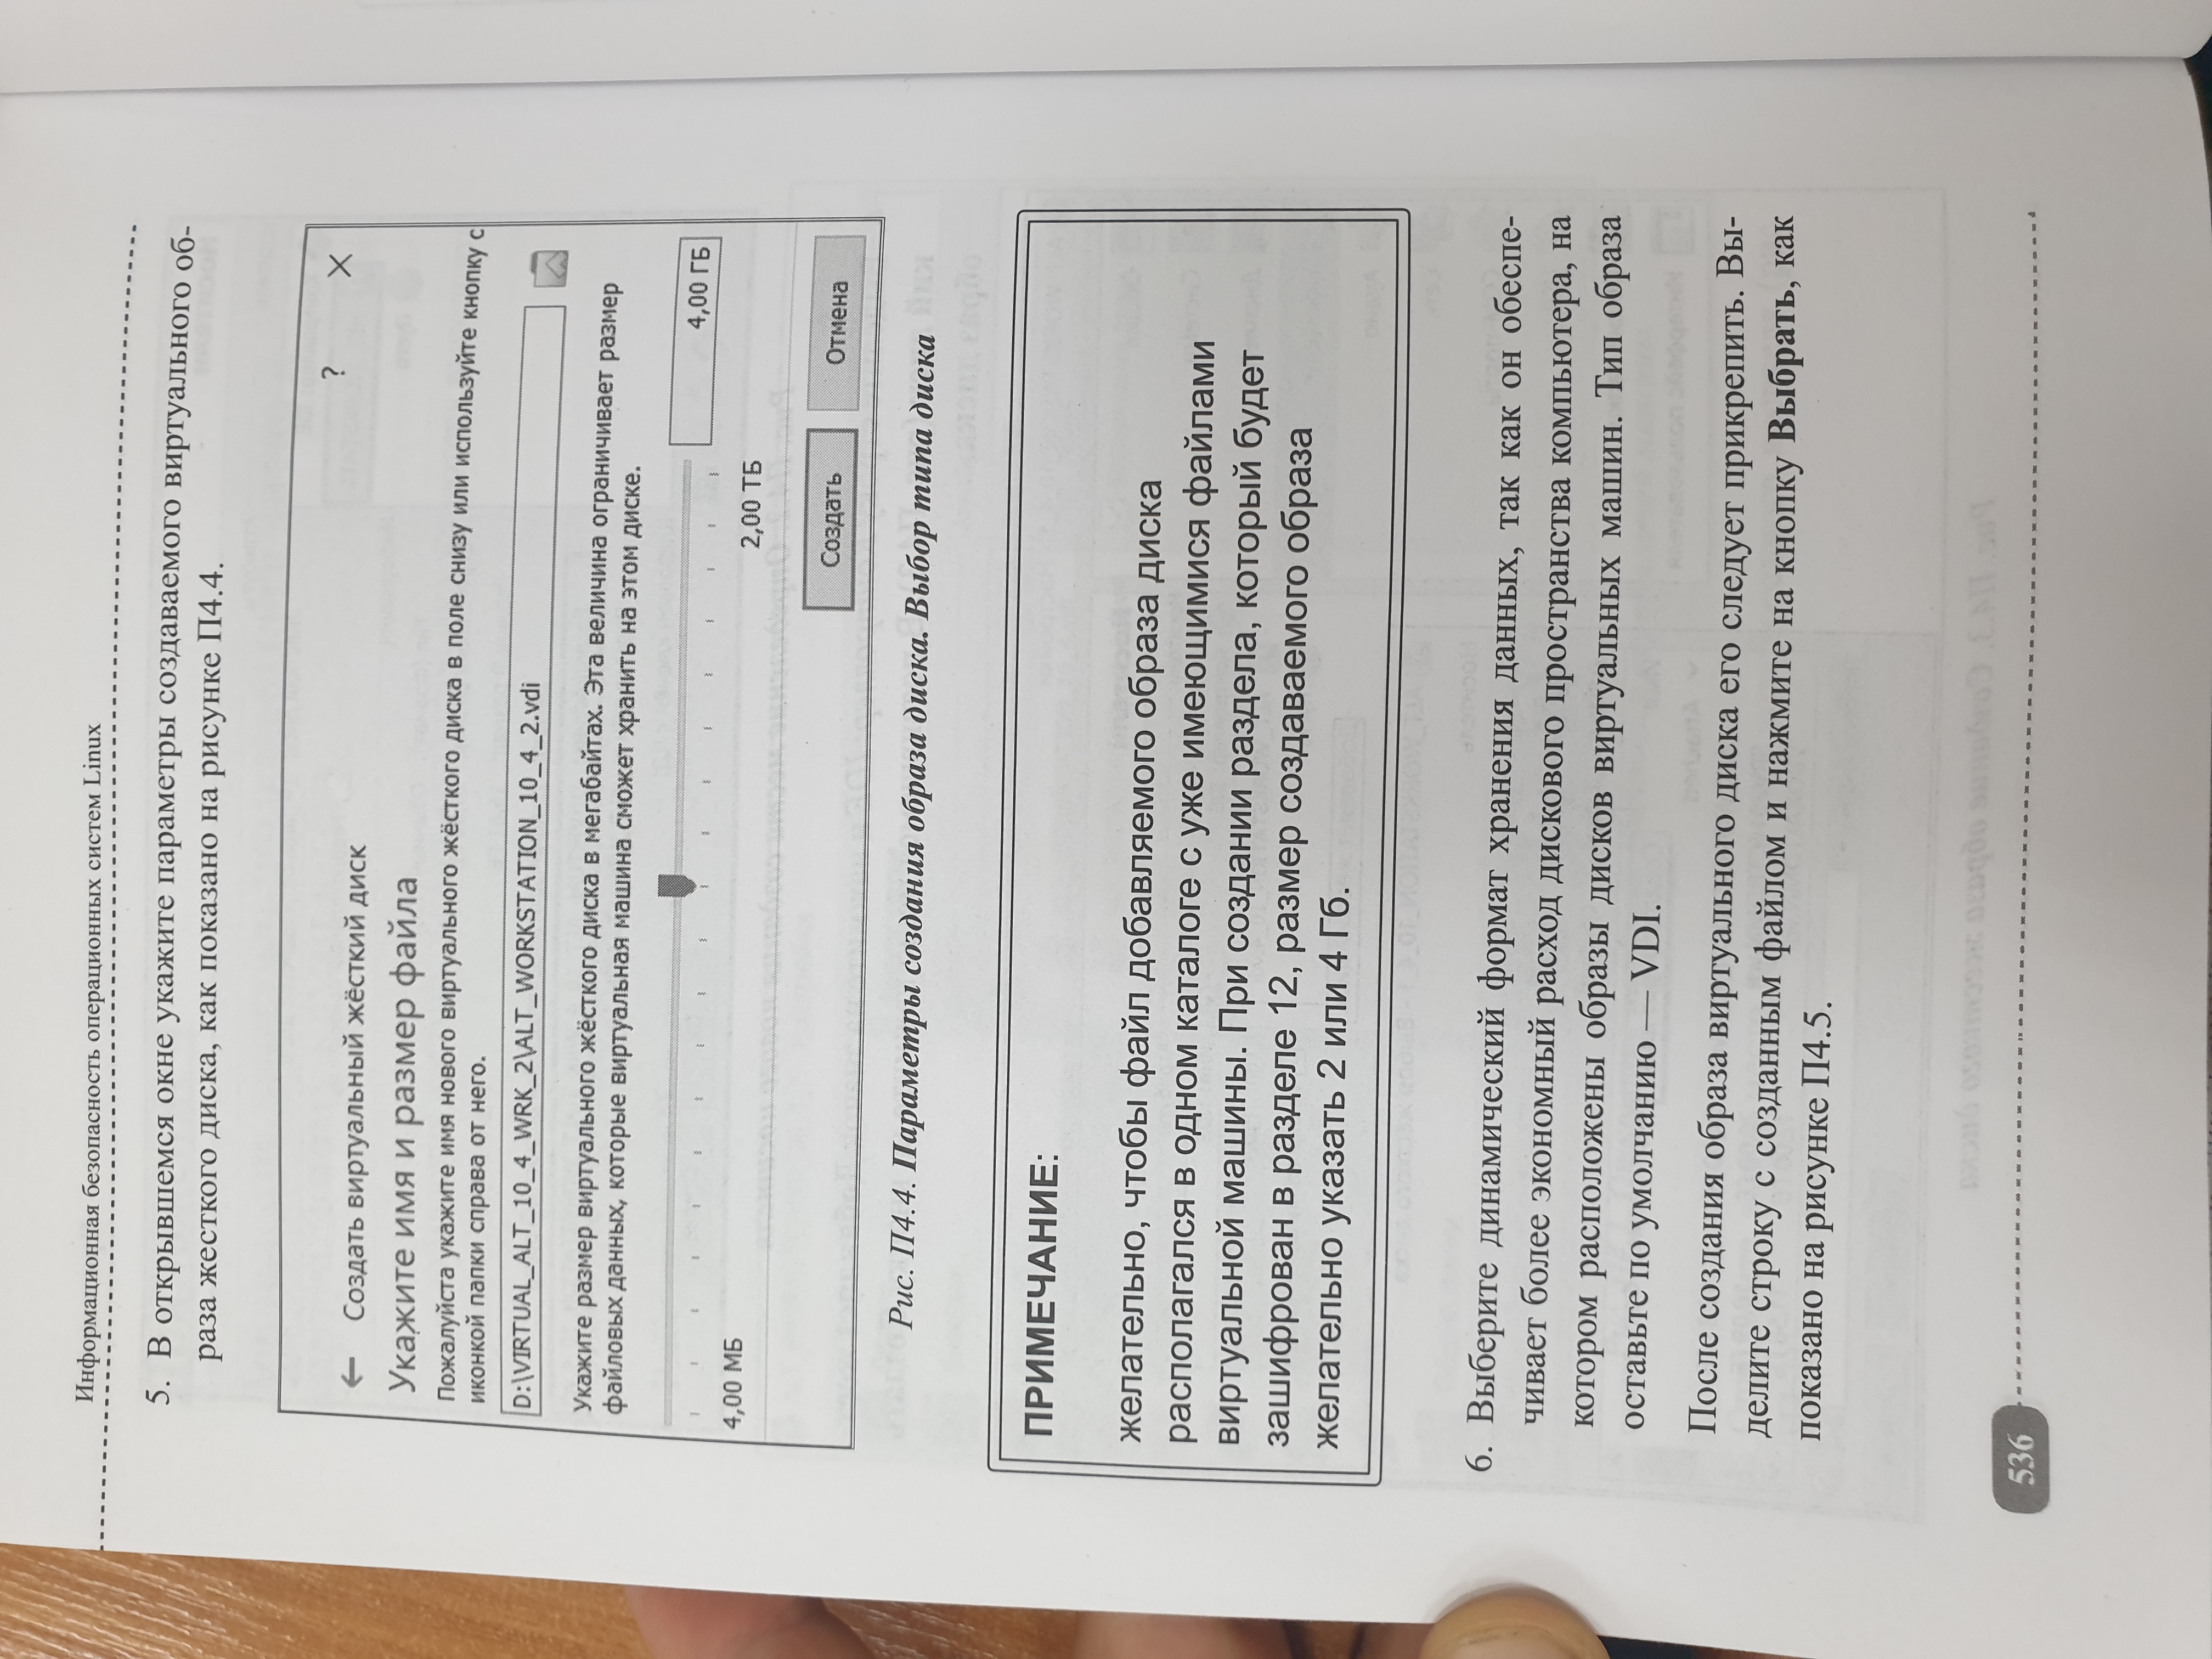 Информационная безопасность операционных систем Linux
5. В открывшемся окне укажите параметры создаваемого виртуального об-
раза жесткого диска, как показано на рисунке П4.4.
? ×
← Создать виртуальный жёсткий диск
Укажите имя и размер файла
Пожалуйста укажите имя нового виртуального жёсткого диска в поле снизу или используйте кнопку с
иконкой папки справа от него.
D:\VIRTUAL_ALT_10_4_WRK_2\ALT_WORKSTATION_10_4_2.vdi
Укажите размер виртуального жёсткого диска в мегабайтах. Эта величина ограничивает размер
файловых данных, которые виртуальная машина сможет хранить на этом диске.
4,00 ГБ
4,00 МБ 2,00 ТБ
Создать Отмена
Рис. П4.4. Параметры создания образа диска. Выбор типа диска
ПРИМЕЧАНИЕ:
желательно, чтобы файл добавляемого образа диска
располагался в одном каталоге с уже имеющимися файлами
виртуальной машины. При создании раздела, который будет
зашифрован в разделе 12, размер создаваемого образа
желательно указать 2 или 4 Гб.
6. Выберите динамический формат хранения данных, так как он обеспе-
чивает более экономный расход дискового пространства компьютера, на
котором расположены образы дисков виртуальных машин. Тип образа
оставьте по умолчанию — VDI.
После создания образа виртуального диска его следует прикрепить. Вы-
делите строку с созданным файлом и нажмите на кнопку Выбрать, как
показано на рисунке П4.5.
536